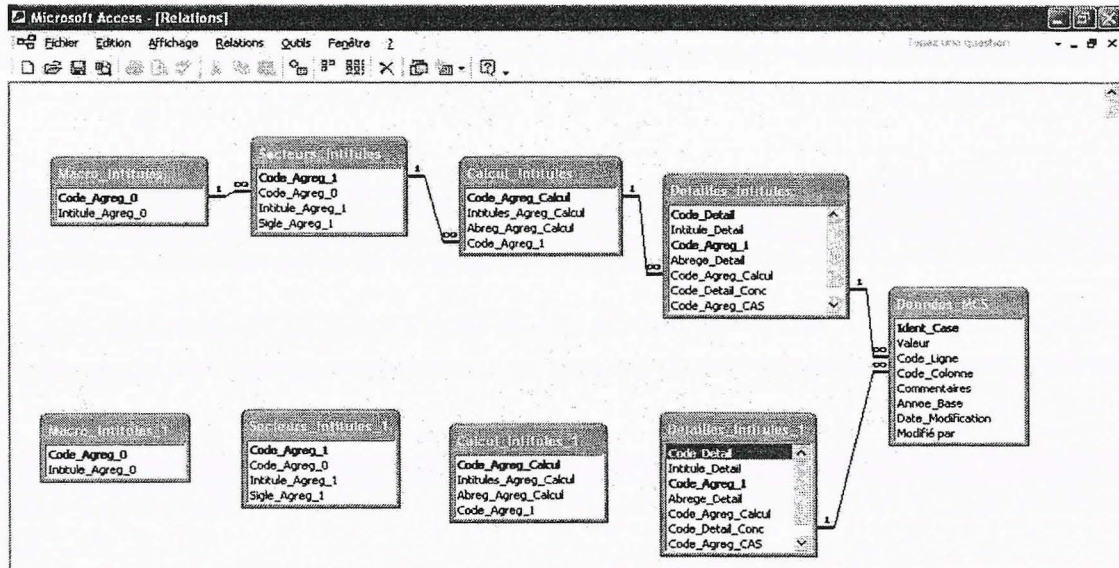 Microsoft Access - [Relations]
Fichier Edition Affichage Relations Outils Fenêtre ?
Tapez une question
Macro_Intitules
Code_Agreg_0
Intitule_Agreg_0
1
∞
Secteurs_Intitules
Code_Agreg_1
Code_Agreg_0
Intitule_Agreg_1
Sigle_Agreg_1
1
∞
Calcul_Intitules
Code_Agreg_Calcul
Intitules_Agreg_Calcul
Abreg_Agreg_Calcul
Code_Agreg_1
1
∞
Detailles_Intitules
Code_Detail
Intitule_Detail
Code_Agreg_1
Abrege_Detail
Code_Agreg_Calcul
Code_Detail_Conc
Code_Agreg_CAS
1
∞
∞
Données_MCS
Ident_Case
Valeur
Code_Ligne
Code_Colonne
Commentaires
Annee_Base
Date_Modification
Modifié par
Macro_Intitules_1
Code_Agreg_0
Intitule_Agreg_0
Secteurs_Intitules_1
Code_Agreg_1
Code_Agreg_0
Intitule_Agreg_1
Sigle_Agreg_1
Calcul_Intitules_1
Code_Agreg_Calcul
Intitules_Agreg_Calcul
Abreg_Agreg_Calcul
Code_Agreg_1
Detailles_Intitules_1
Code_Detail
Intitule_Detail
Code_Agreg_1
Abrege_Detail
Code_Agreg_Calcul
Code_Detail_Conc
Code_Agreg_CAS
1